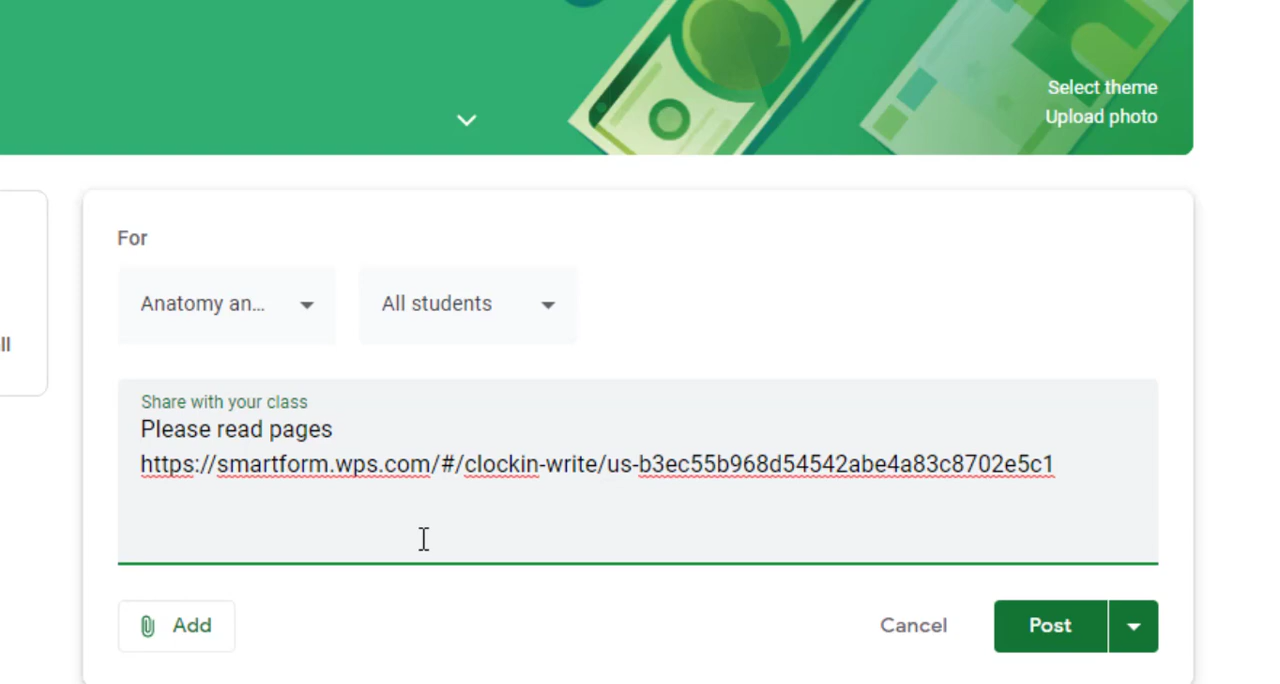 Select theme
Upload photo
ll
For
Anatomy an...
All students
Share with your class
Please read pages
https://smartform.wps.com/#/clockin-write/us-b3ec55b968d54542abe4a83c8702e5c1
Add
Cancel
Post